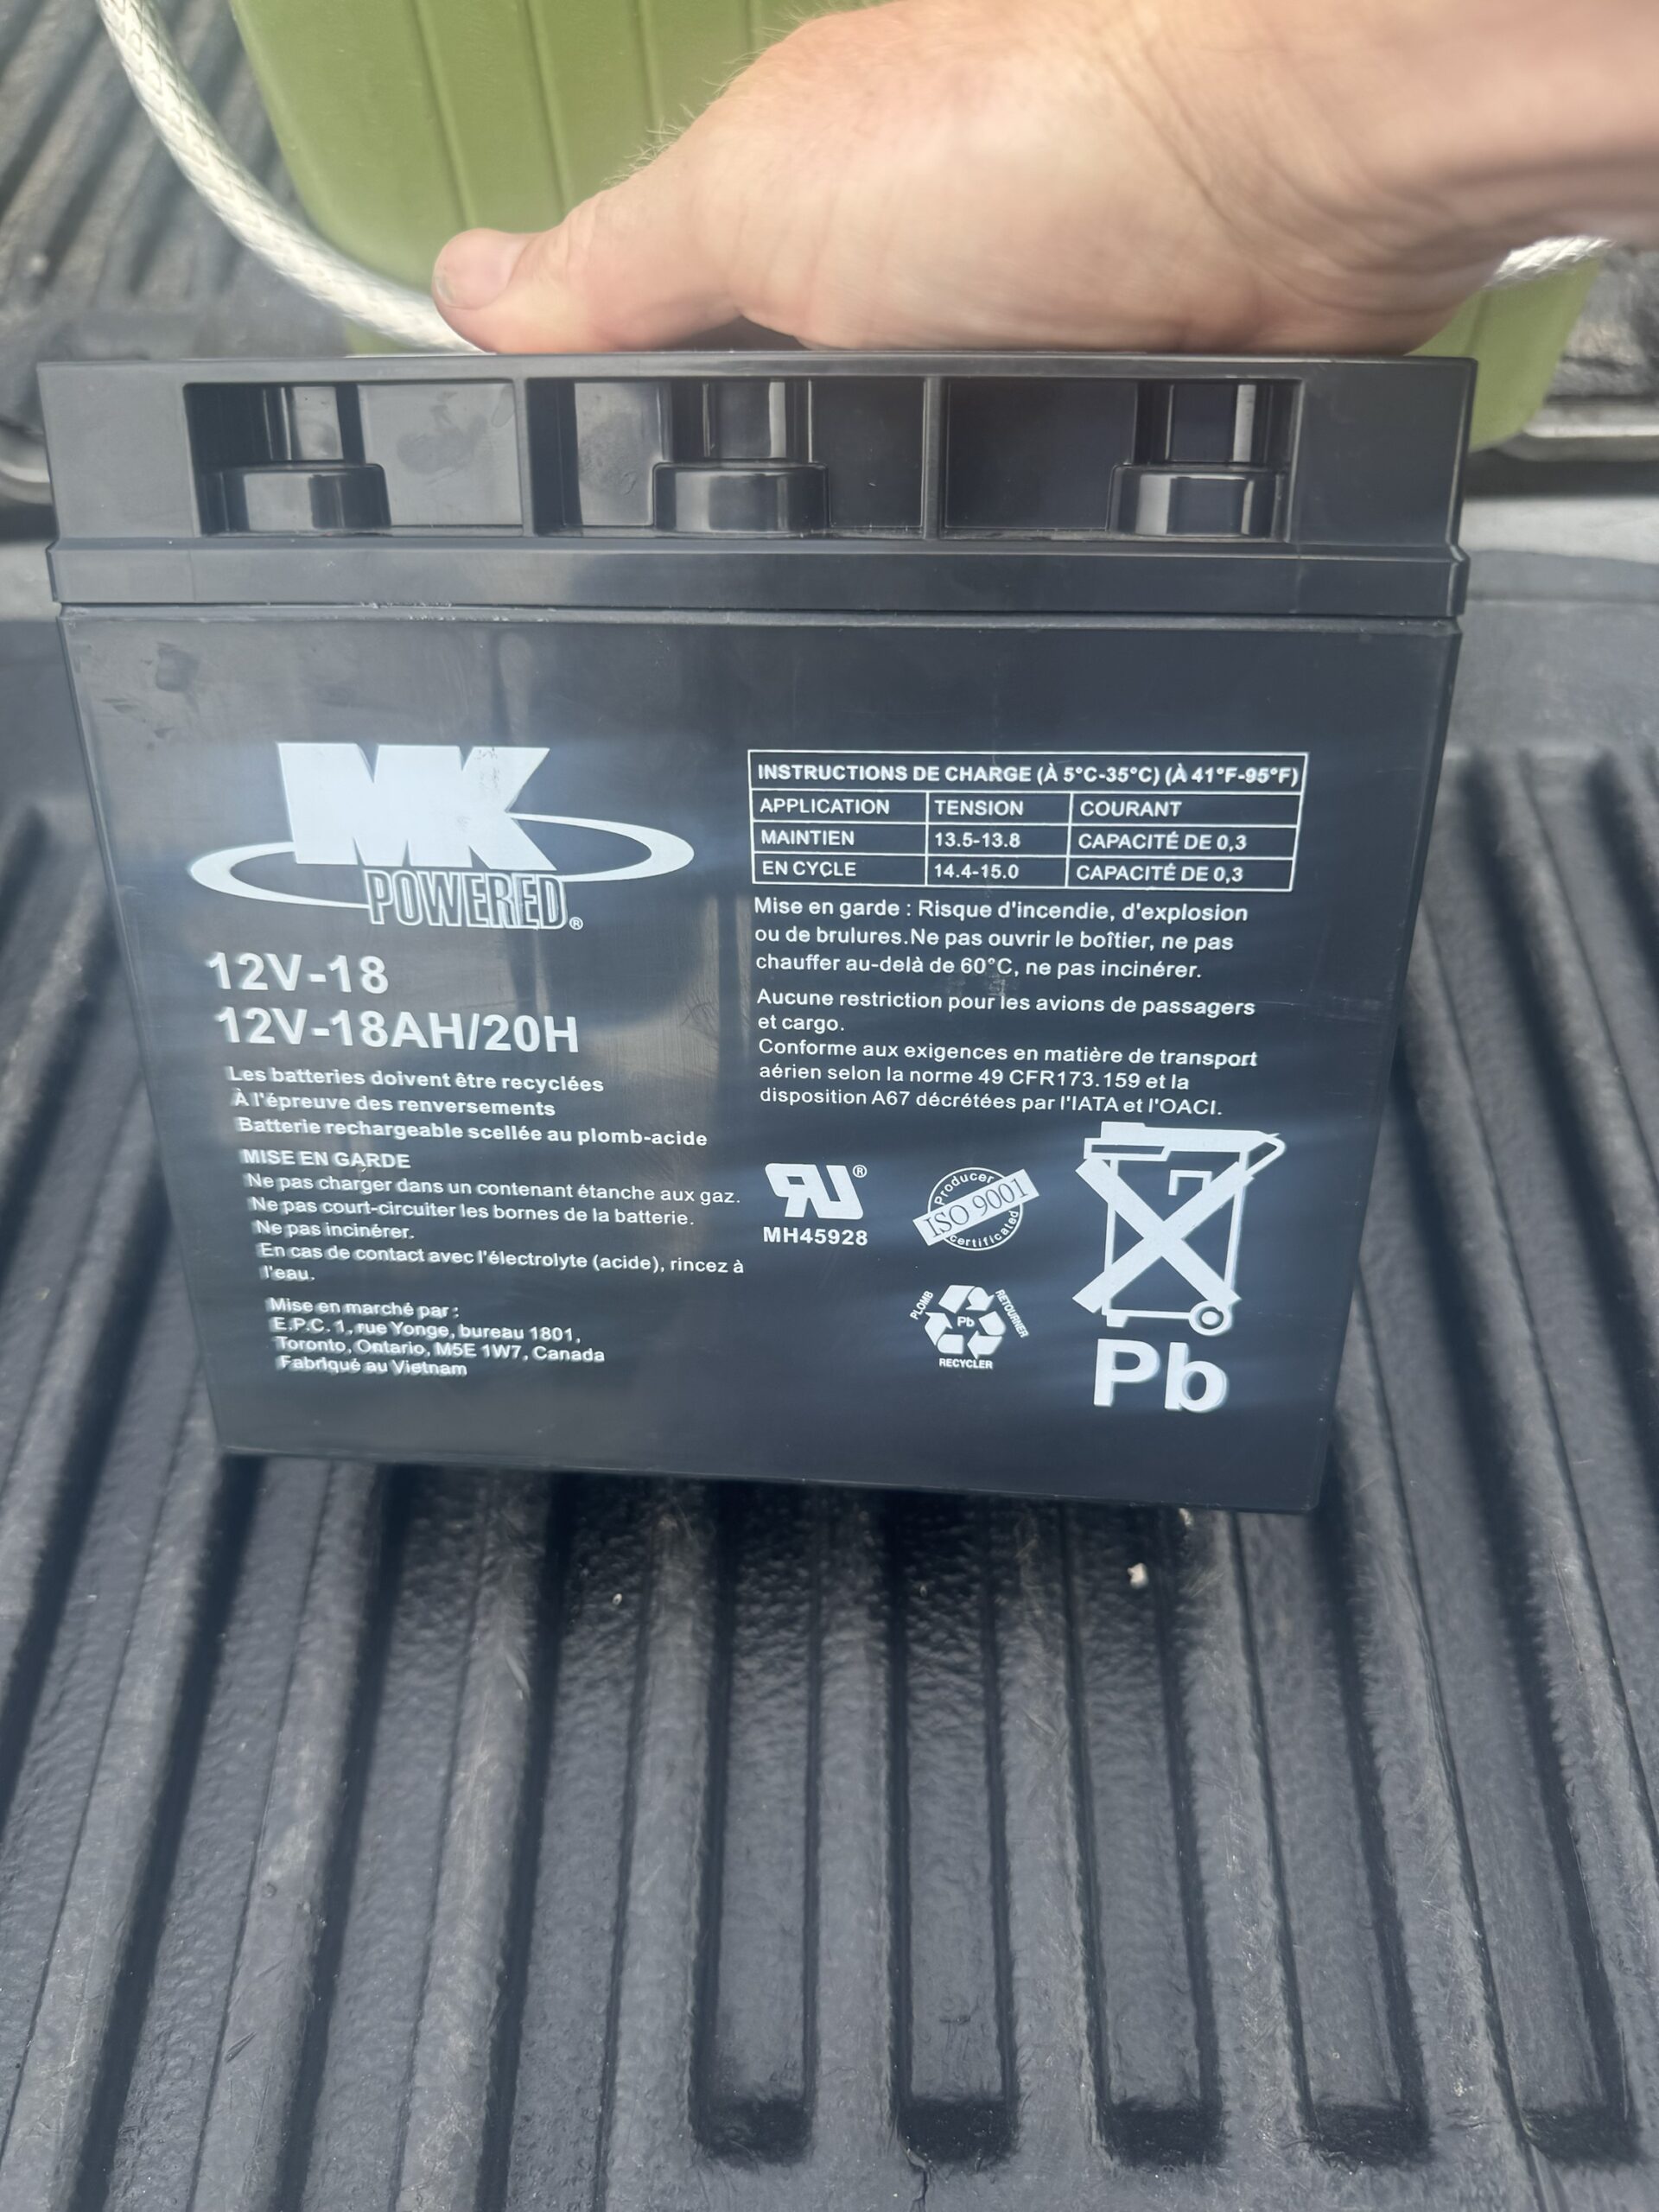 MK
POWERED®
12V-18
12V-18AH/20H
Les batteries doivent être recyclées
À l'épreuve des renversements
Batterie rechargeable scellée au plomb-acide
MISE EN GARDE
Ne pas charger dans un contenant étanche aux gaz.
Ne pas court-circuiter les bornes de la batterie.
Ne pas incinérer.
En cas de contact avec l'électrolyte (acide), rincez à
l'eau.
Mise en marché par :
E.P.C. 1, rue Yonge, bureau 1801,
Toronto, Ontario, M5E 1W7, Canada
Fabriqué au Vietnam
INSTRUCTIONS DE CHARGE (À 5°C-35°C) (À 41°F-95°F)
APPLICATION TENSION COURANT
MAINTIEN 13.5-13.8 CAPACITÉ DE 0,3
EN CYCLE 14.4-15.0 CAPACITÉ DE 0,3
Mise en garde : Risque d'incendie, d'explosion
ou de brulures.Ne pas ouvrir le boîtier, ne pas
chauffer au-delà de 60°C, ne pas incinérer.
Aucune restriction pour les avions de passagers
et cargo.
Conforme aux exigences en matière de transport
aérien selon la norme 49 CFR173.159 et la
disposition A67 décrétées par l'IATA et l'OACI.
RU®
MH45928
Producer
ISO 9001
Certificated
PLOMB
RETOURNER
Pb
RECYCLER
Pb